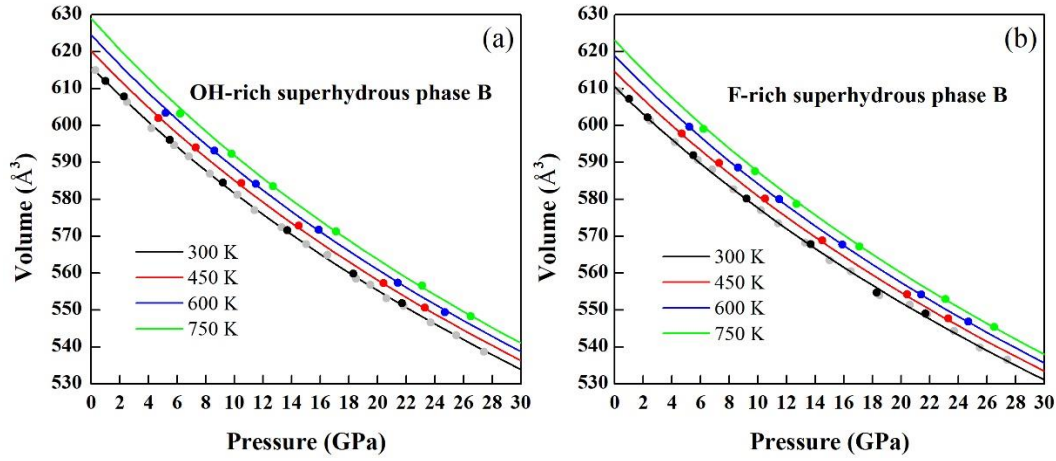 (a)
OH-rich superhydrous phase B
Volume (Å³)
630
620
610
600
590
580
570
560
550
540
530
300 K
450 K
600 K
750 K
0 2 4 6 8 10 12 14 16 18 20 22 24 26 28 30
Pressure (GPa)
(b)
F-rich superhydrous phase B
Volume (Å³)
630
620
610
600
590
580
570
560
550
540
530
300 K
450 K
600 K
750 K
0 2 4 6 8 10 12 14 16 18 20 22 24 26 28 30
Pressure (GPa)